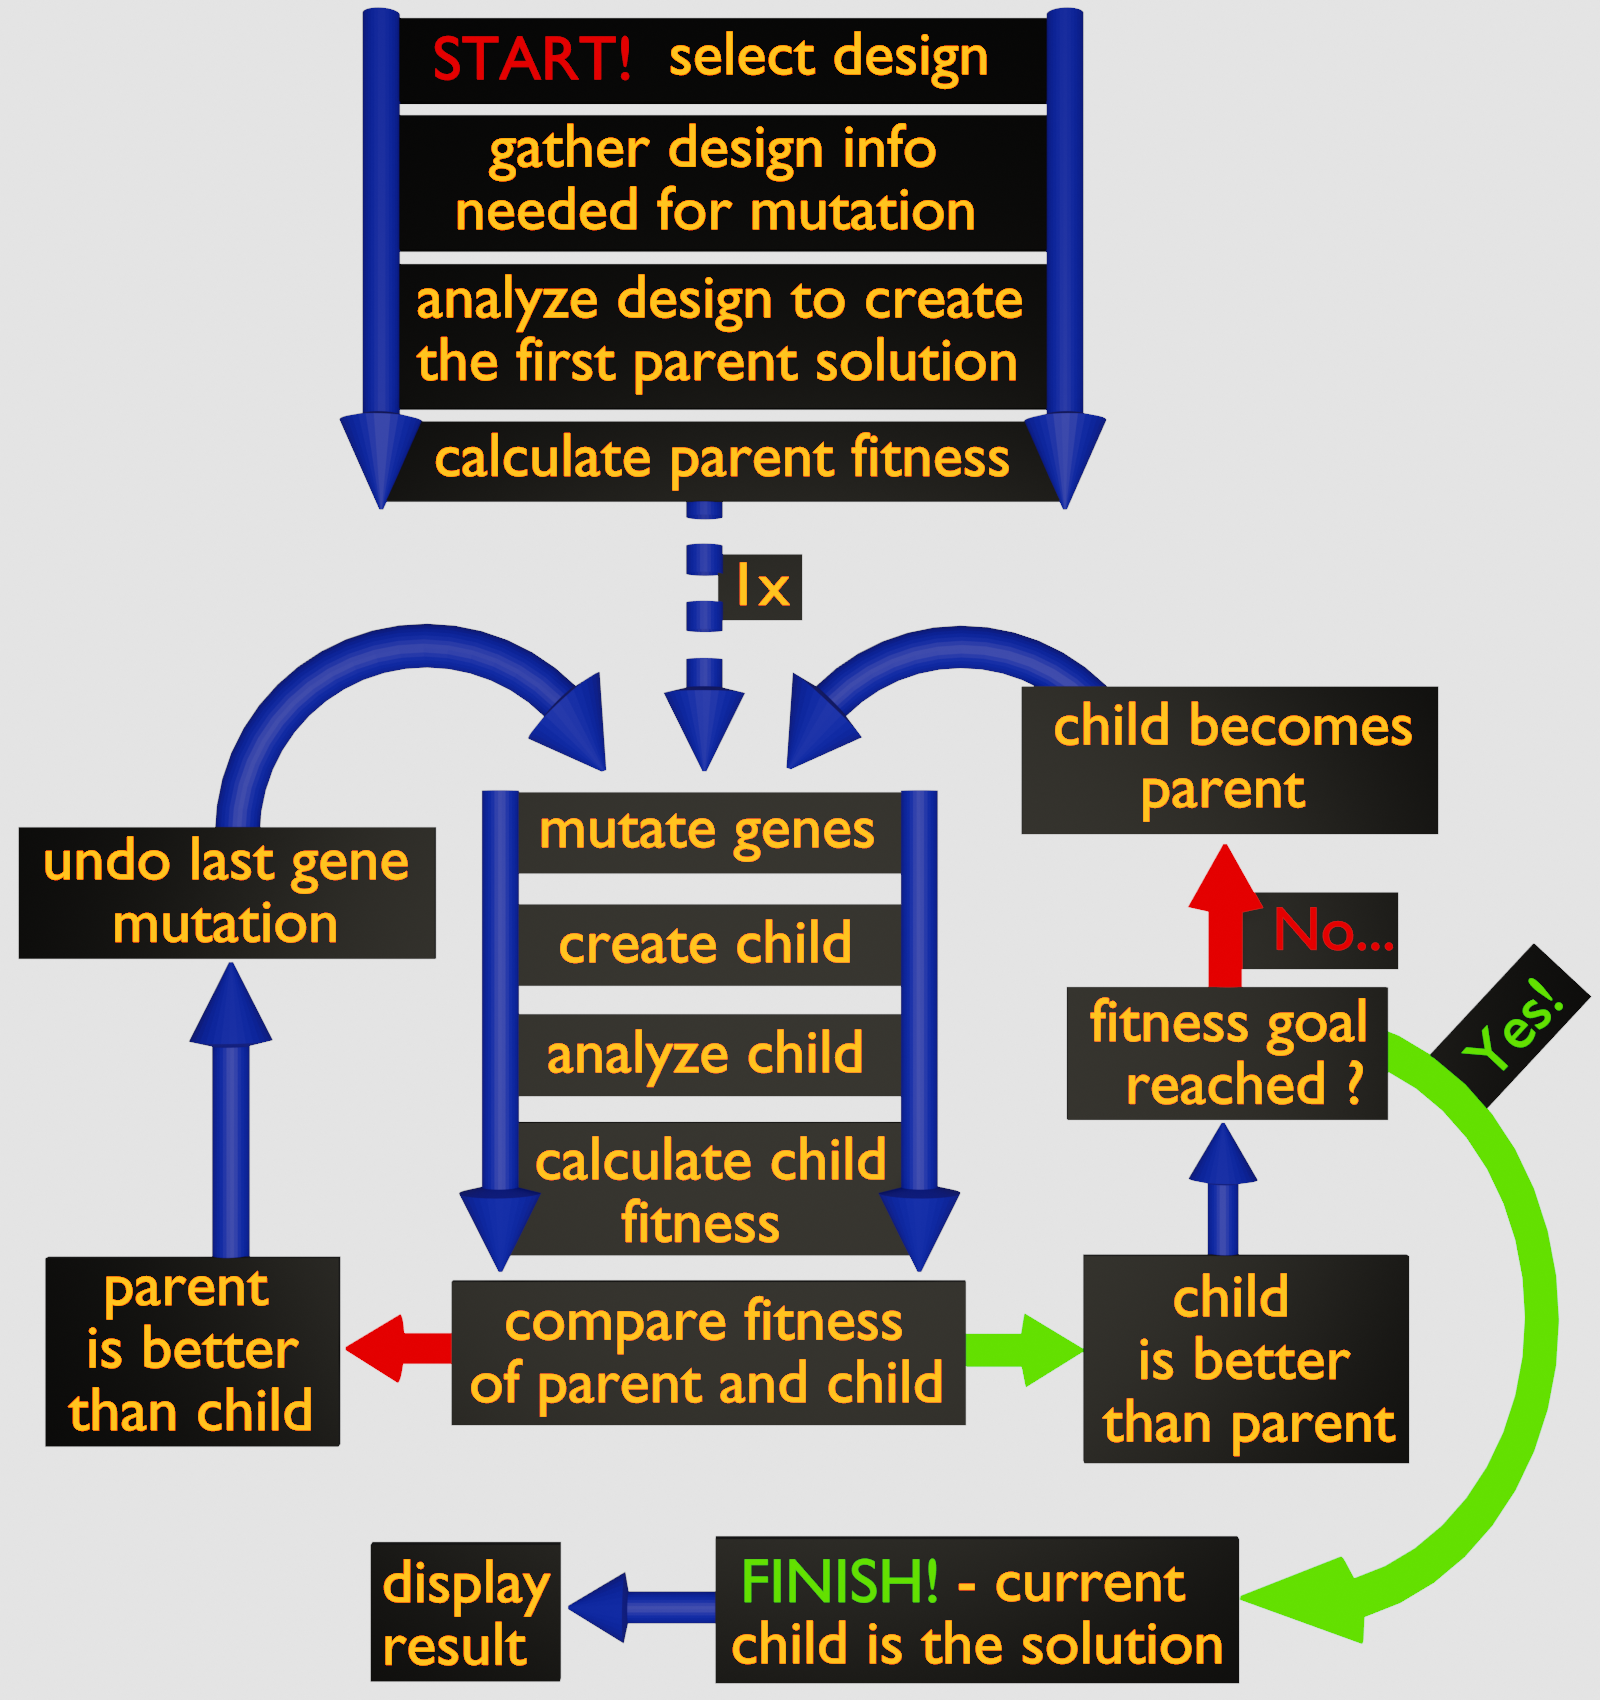 START! select design
gather design info
needed for mutation
analyze design to create
the first parent solution
calculate parent fitness
1x
child becomes
parent
undo last gene
mutation
mutate genes
create child
analyze child
calculate child
fitness
No...
Yes!
fitness goal
reached ?
parent
is better
than child
compare fitness
of parent and child
child
is better
than parent
display
result
FINISH! - current
child is the solution